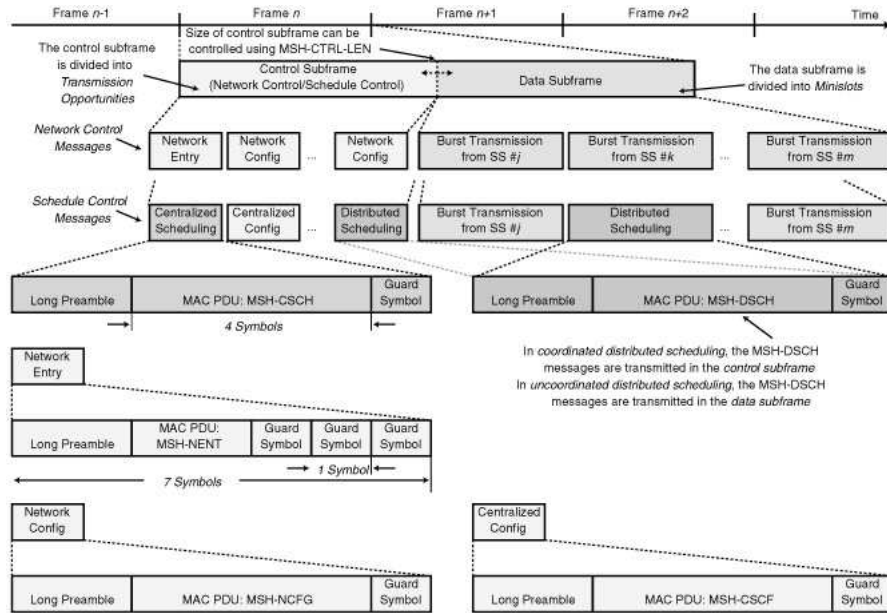 Frame n-1
Frame n
Frame n+1
Frame n+2
Time
The control subframe
is divided into
Transmission
Opportunities
Size of control subframe can be
controlled using MSH-CTRL-LEN
Control Subframe
(Network Control/Schedule Control)
Data Subframe
The data subframe is
divided into Minislots
Network Control
Messages
Network
Entry
Network
Config
...
Network
Config
Burst Transmission
from SS #j
Burst Transmission
from SS #k
...
Burst Transmission
from SS #m
Schedule Control
Messages
Centralized
Scheduling
Centralized
Config
...
Distributed
Scheduling
Burst Transmission
from SS #j
Distributed
Scheduling
...
Burst Transmission
from SS #m
Long Preamble
MAC PDU: MSH-CSCH
Guard
Symbol
4 Symbols
Long Preamble
MAC PDU: MSH-DSCH
Guard
Symbol
In coordinated distributed scheduling, the MSH-DSCH
messages are transmitted in the control subframe
In uncoordinated distributed scheduling, the MSH-DSCH
messages are transmitted in the data subframe
Network
Entry
Long Preamble
MAC PDU:
MSH-NENT
Guard
Symbol
Guard
Symbol
Guard
Symbol
1 Symbol
7 Symbols
Network
Config
Long Preamble
MAC PDU: MSH-NCFG
Guard
Symbol
Centralized
Config
Long Preamble
MAC PDU: MSH-CSCF
Guard
Symbol